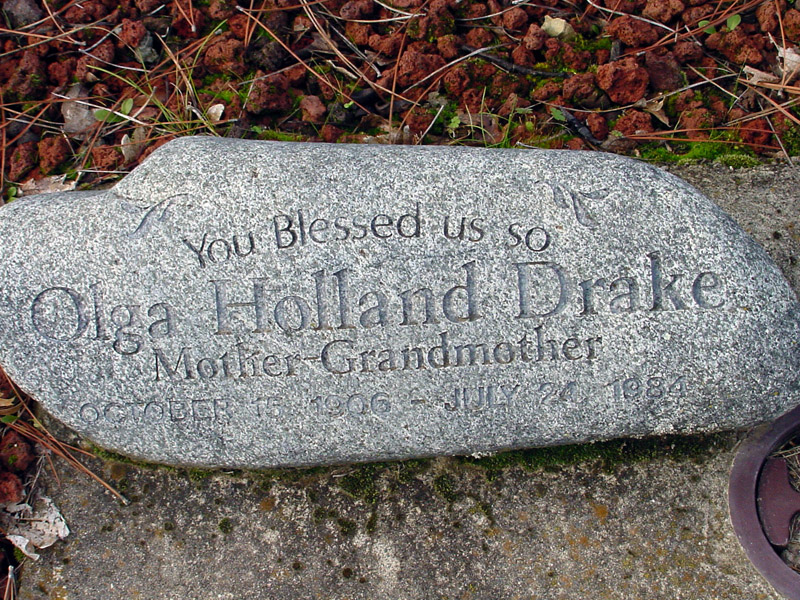 You Blessed us so
Olga Holland Drake
Mother-Grandmother
OCTOBER 15 1906 - JULY 24, 1984